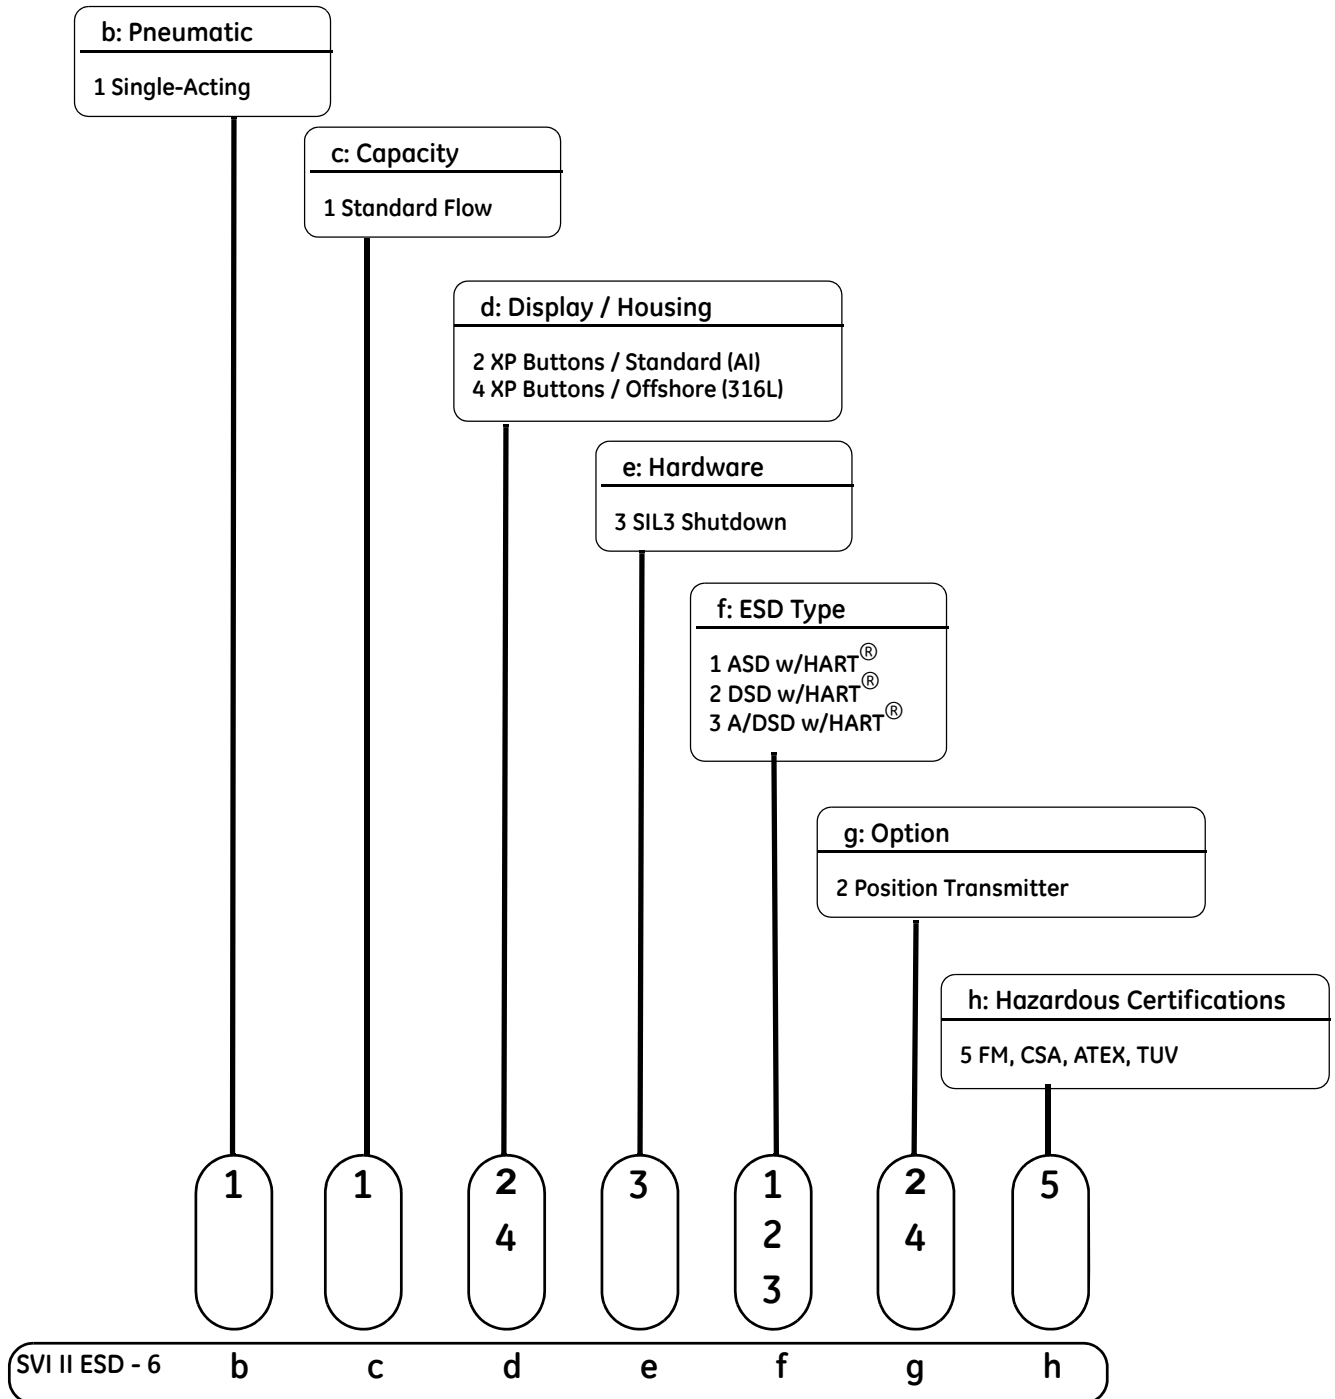 b: Pneumatic
1 Single-Acting
c: Capacity
1 Standard Flow
d: Display / Housing
2 XP Buttons / Standard (Al)
4 XP Buttons / Offshore (316L)
e: Hardware
3 SIL3 Shutdown
f: ESD Type
1 ASD w/HART®
2 DSD w/HART®
3 A/DSD w/HART®
g: Option
2 Position Transmitter
h: Hazardous Certifications
5 FM, CSA, ATEX, TUV
1 1 2 3 1 2 5
4 2 4
3
SVI II ESD - 6 b c d e f g h